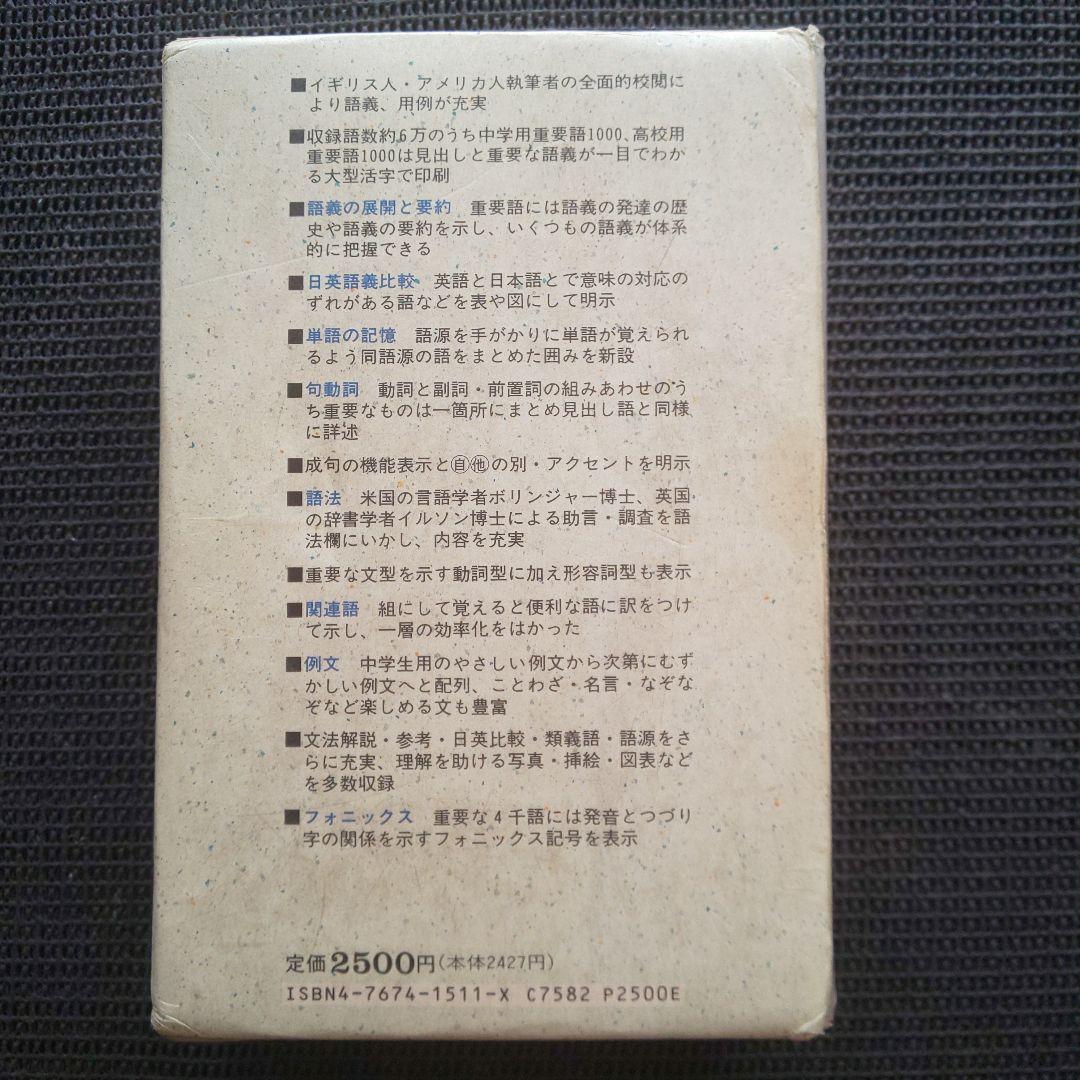 ■イギリス人・アメリカ人執筆者の全面的校閲に
より語義、用例が充実
■収録語数約6万のうち中学用重要語1000、高校用
重要語1000は見出しと重要な語義が一目でわか
る大型活字で印刷
■語義の展開と要約　重要語には語義の発達の歴
史や語義の要約を示し、いくつもの語義が体系
的に把握できる
■日英語義比較　英語と日本語とで意味の対応の
ずれがある語などを表や図にして明示
■単語の記憶　語源を手がかりに単語が覚えられ
るよう同語源の語をまとめた囲みを新設
■句動詞　動詞と副詞・前置詞の組みあわせのう
ち重要なものは一箇所にまとめ見出し語と同様
に詳述
■成句の機能表示と㉂㊀の別・アクセントを明示
■語法　米国の言語学者ボリンジャー博士、英国
の辞書学者イルソン博士による助言・調査を語
法欄にいかし、内容を充実
■重要な文型を示す動詞型に加え形容詞型も表示
■関連語　組にして覚えると便利な語に訳をつけ
て示し、一層の効率化をはかった
■例文　中学生用のやさしい例文から次第にむず
かしい例文へと配列、ことわざ・名言・なぞな
ぞなど楽しめる文も豊富
■文法解説・参考・日英比較・類義語・語源をさ
らに充実、理解を助ける写真・挿絵・図表など
を多数収録
■フォニックス　重要な4千語には発音とつづり
字の関係を示すフォニックス記号を表示
定価2500円(本体2427円)
ISBN4-7674-1511-X C7582 P2500E